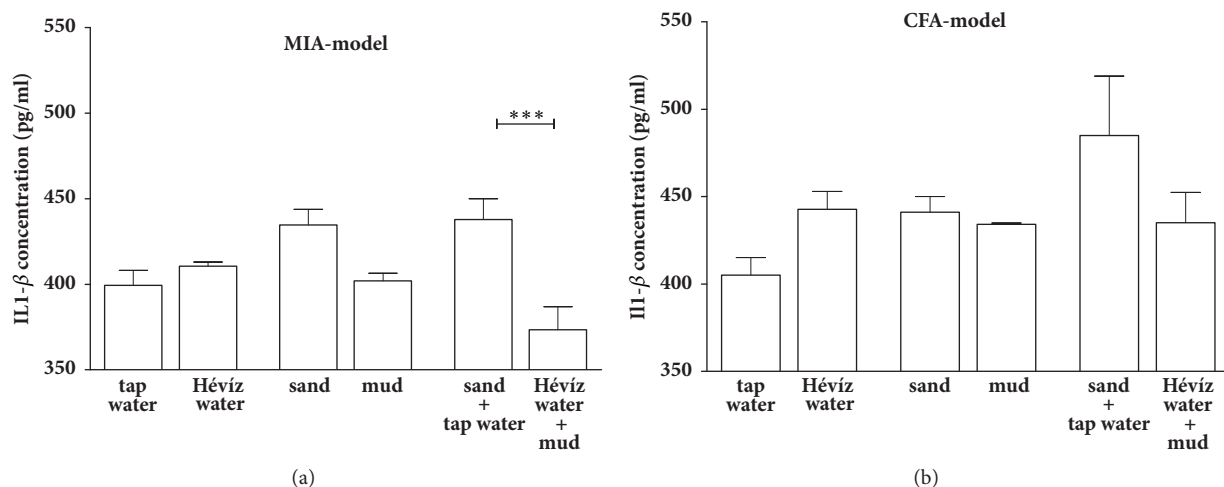 MIA-model
IL1-β concentration (pg/ml)
550
500
450
400
350
***
tap water
Hévíz water
sand
mud
sand + tap water
Hévíz water + mud
(a)
CFA-model
Il1-β concentration (pg/ml)
550
500
450
400
350
tap water
Hévíz water
sand
mud
sand + tap water
Hévíz water + mud
(b)